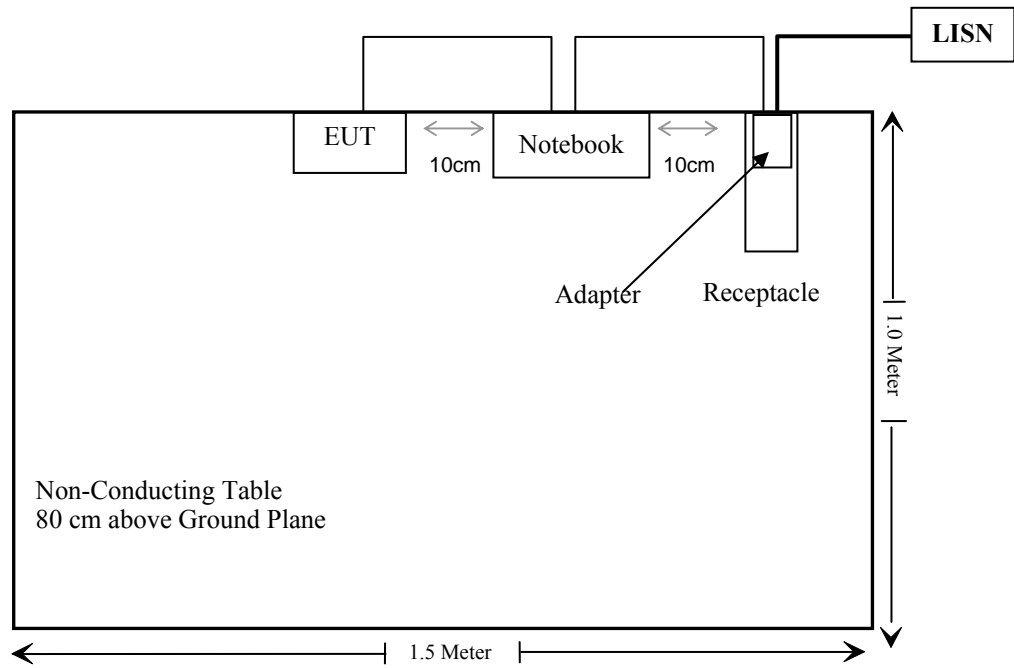 LISN
EUT
Notebook
10cm
10cm
Adapter
Receptacle
1.0 Meter
Non-Conducting Table
80 cm above Ground Plane
1.5 Meter